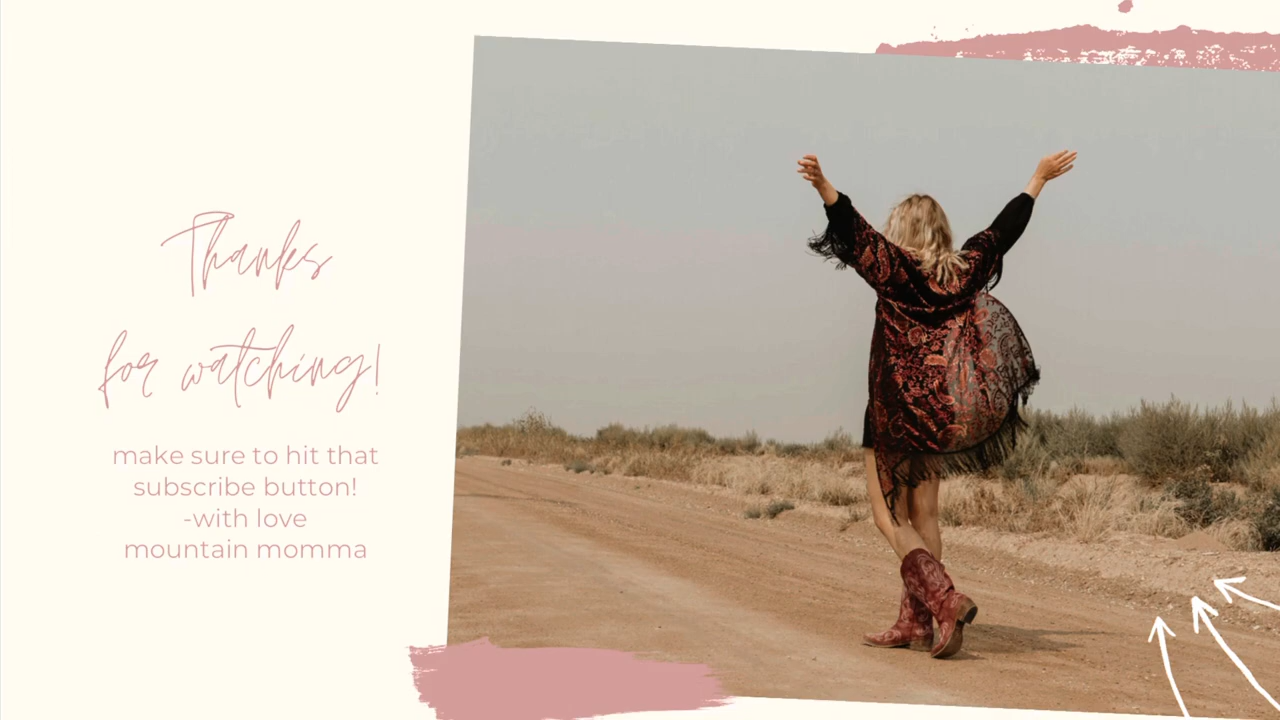 Thanks
for watching!
make sure to hit that
subscribe button!
-with love
mountain momma